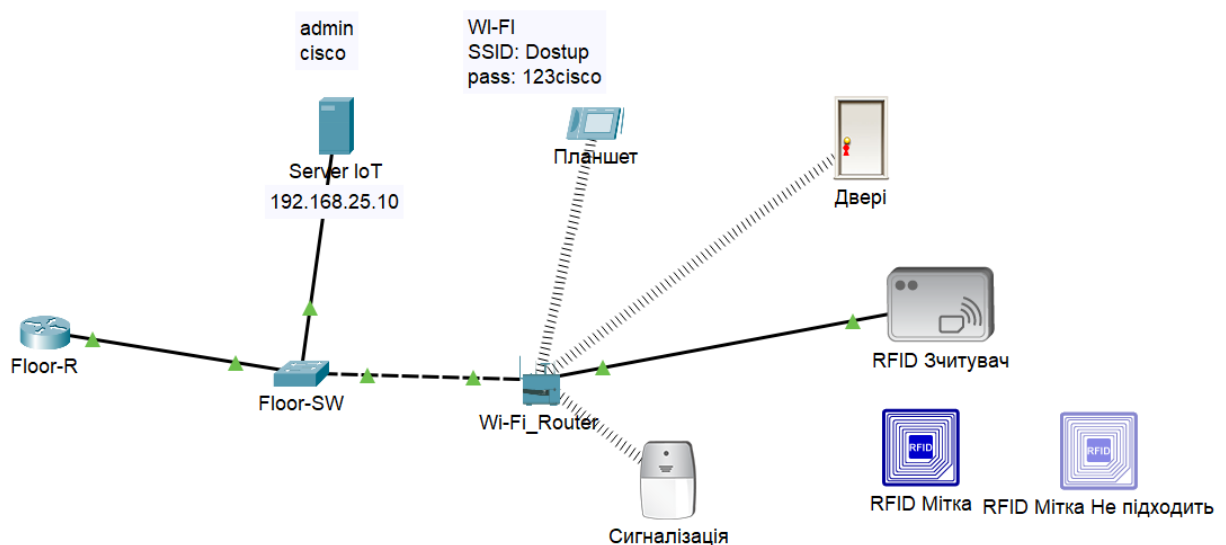 admin
cisco
WI-FI
SSID: Dostup
pass: 123cisco
Server IoT
192.168.25.10
Планшет
Двері
Floor-R
Floor-SW
Wi-Fi_Router
RFID Зчитувач
Сигналізація
RFID
RFID Мітка
RFID
RFID Мітка Не підходить